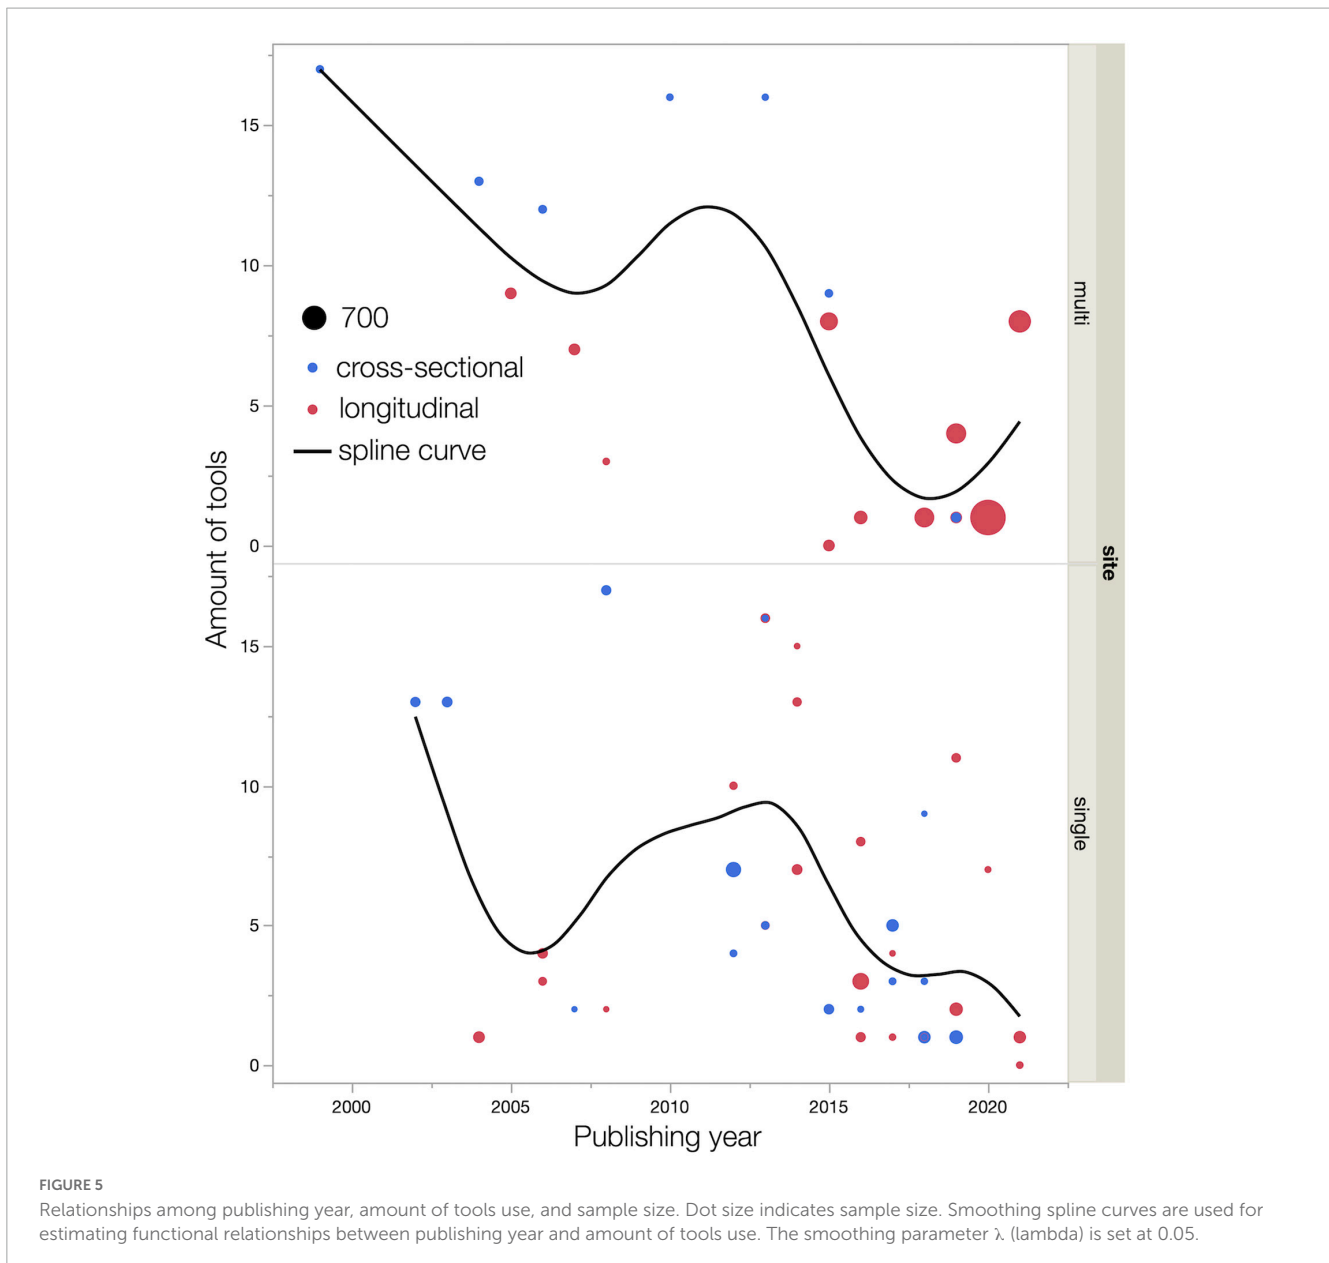 15
10
5
0
700
cross-sectional
longitudinal
spline curve
multi
15
10
5
0
single
site
Amount of tools
2000
2005
2010
2015
2020
Publishing year
FIGURE 5
Relationships among publishing year, amount of tools use, and sample size. Dot size indicates sample size. Smoothing spline curves are used for
estimating functional relationships between publishing year and amount of tools use. The smoothing parameter λ (lambda) is set at 0.05.